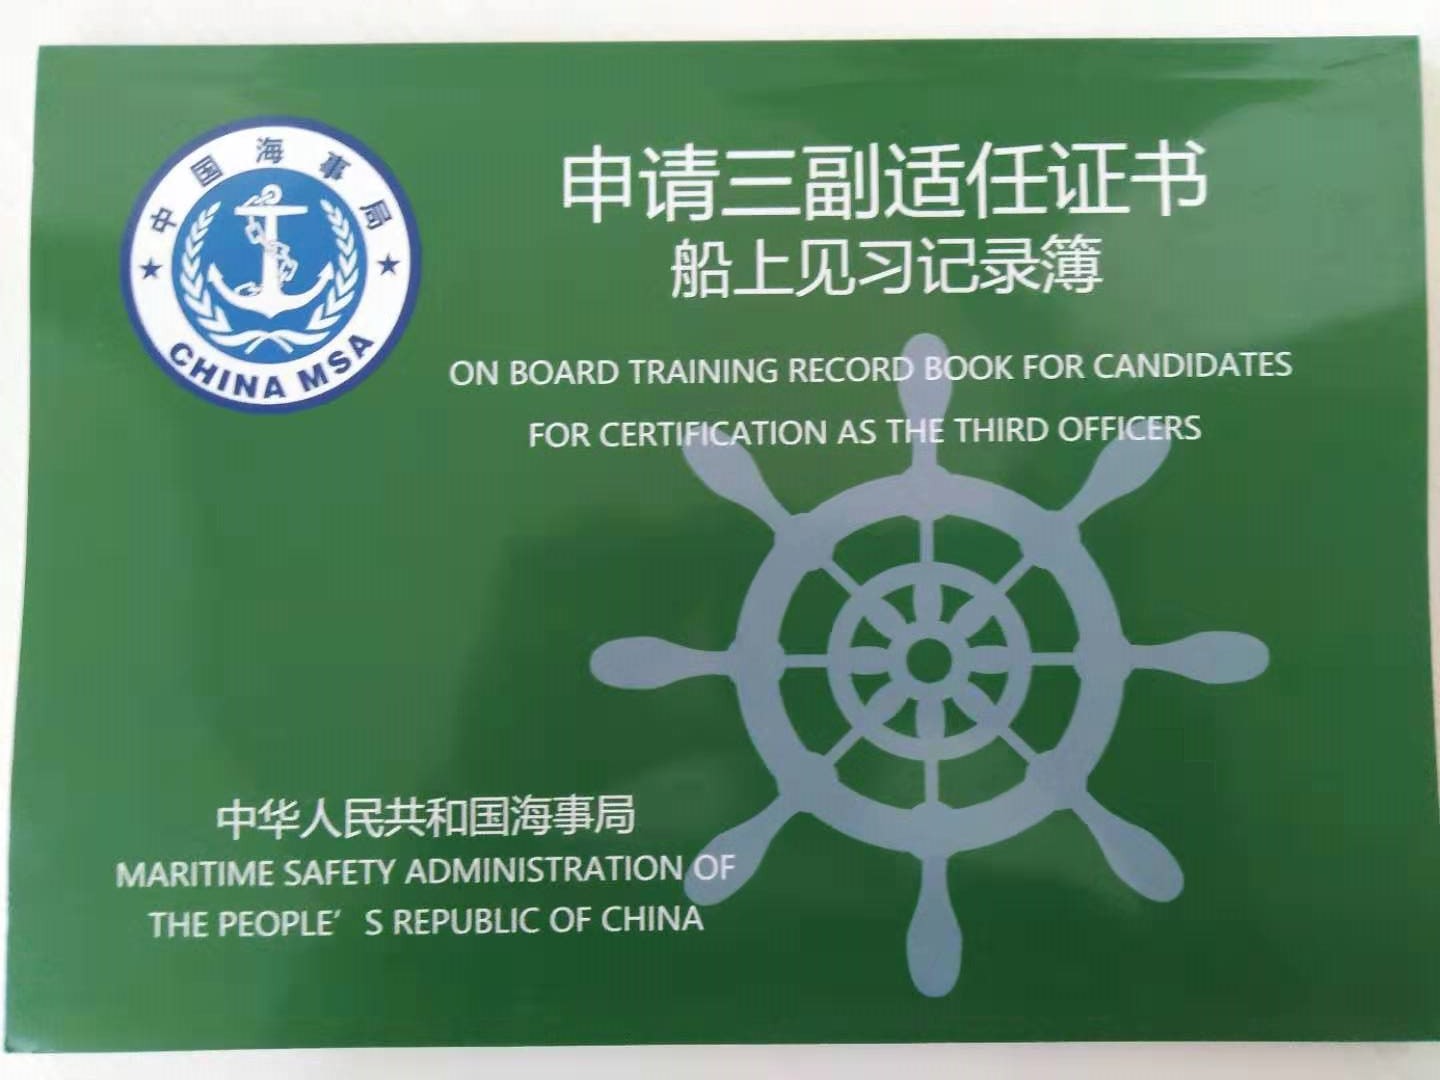 中国海事局
CHINA MSA
申请三副适任证书
船上见习记录簿
ON BOARD TRAINING RECORD BOOK FOR CANDIDATES
FOR CERTIFICATION AS THE THIRD OFFICERS
中华人民共和国海事局
MARITIME SAFETY ADMINISTRATION OF
THE PEOPLE’ S REPUBLIC OF CHINA